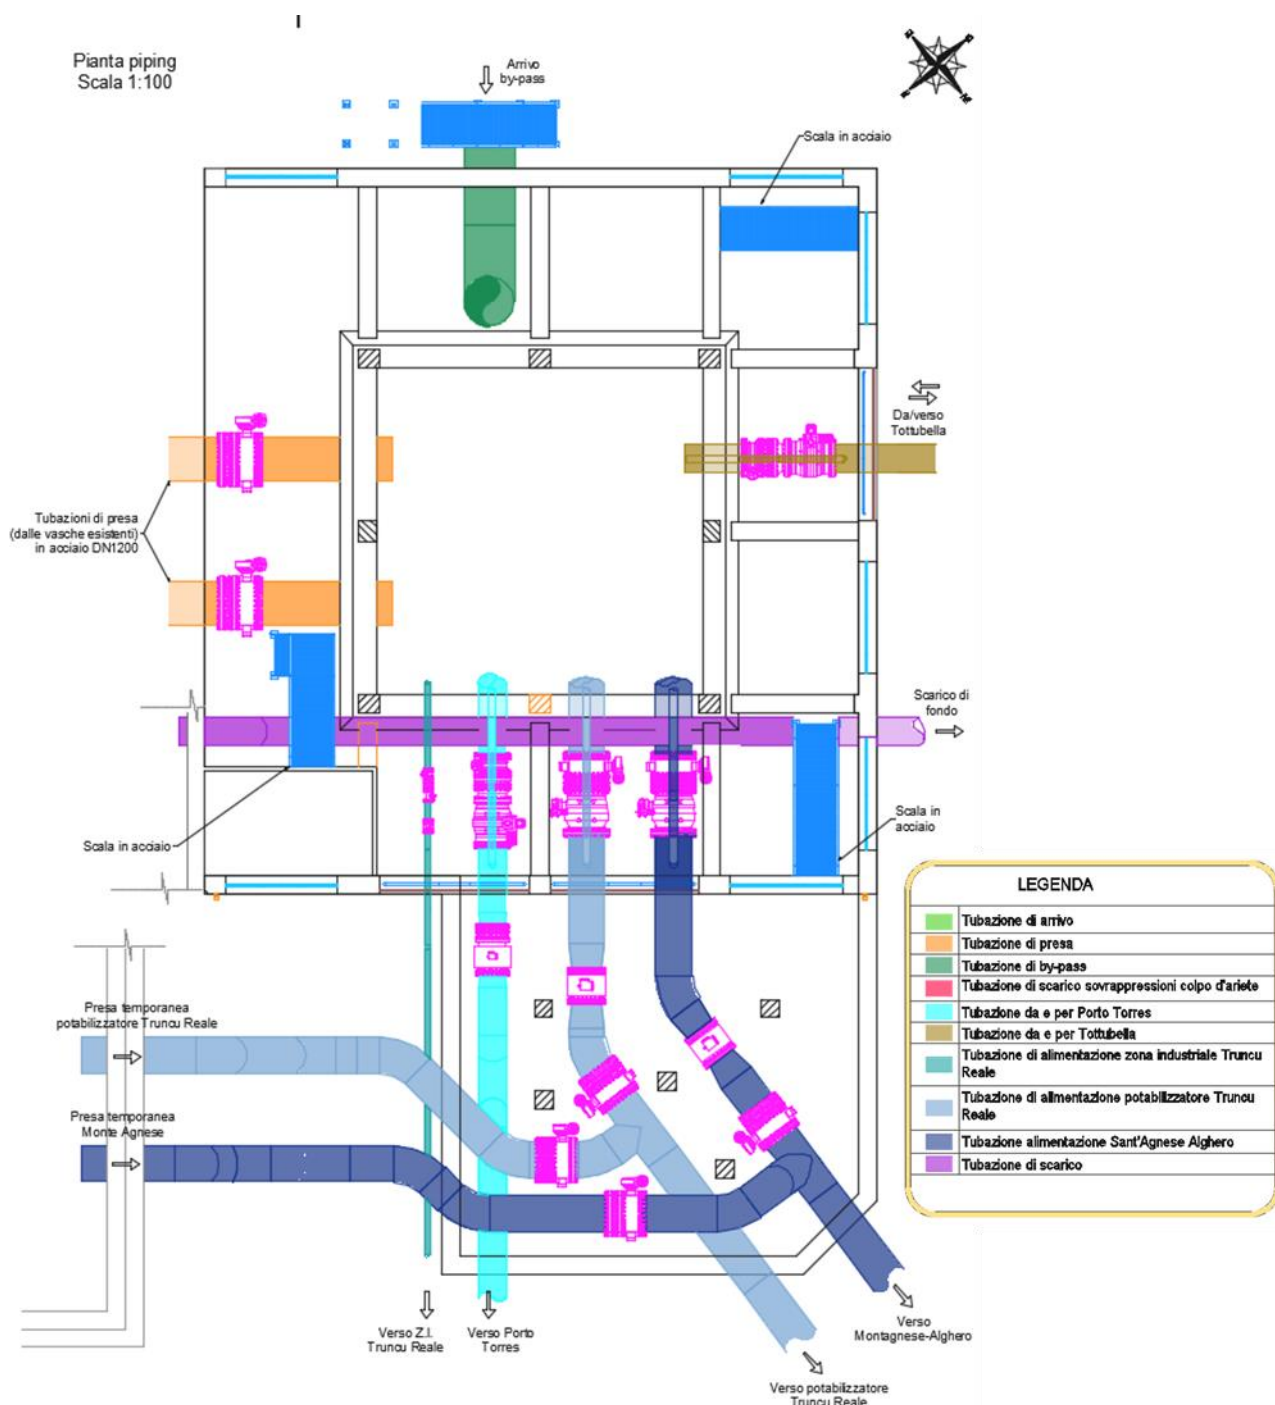 Pianta piping
Scala 1:100
Arrivo
by-pass
Scala in acciaio
Da/verso
Tottubella
Tubazioni di presa
(dalle vasche esistenti)
in acciaio DN1200
Scarico di
fondo
Scala in acciaio
Scala in
acciaio
Presa temporanea
potabilizzatore Truncu Reale
Presa temporanea
Monte Agnese
LEGENDA
Tubazione di arrivo
Tubazione di presa
Tubazione di by-pass
Tubazione di scarico sovrappressioni colpo d'ariete
Tubazione da e per Porto Torres
Tubazione da e per Tottubella
Tubazione di alimentazione zona industriale Truncu
Reale
Tubazione di alimentazione potabilizzatore Truncu
Reale
Tubazione alimentazione Sant'Agnese Alghero
Tubazione di scarico
Verso Z.I.
Truncu Reale
Verso Porto
Torres
Verso
Montagnese-Alghero
Verso potabilizzatore
Truncu Reale